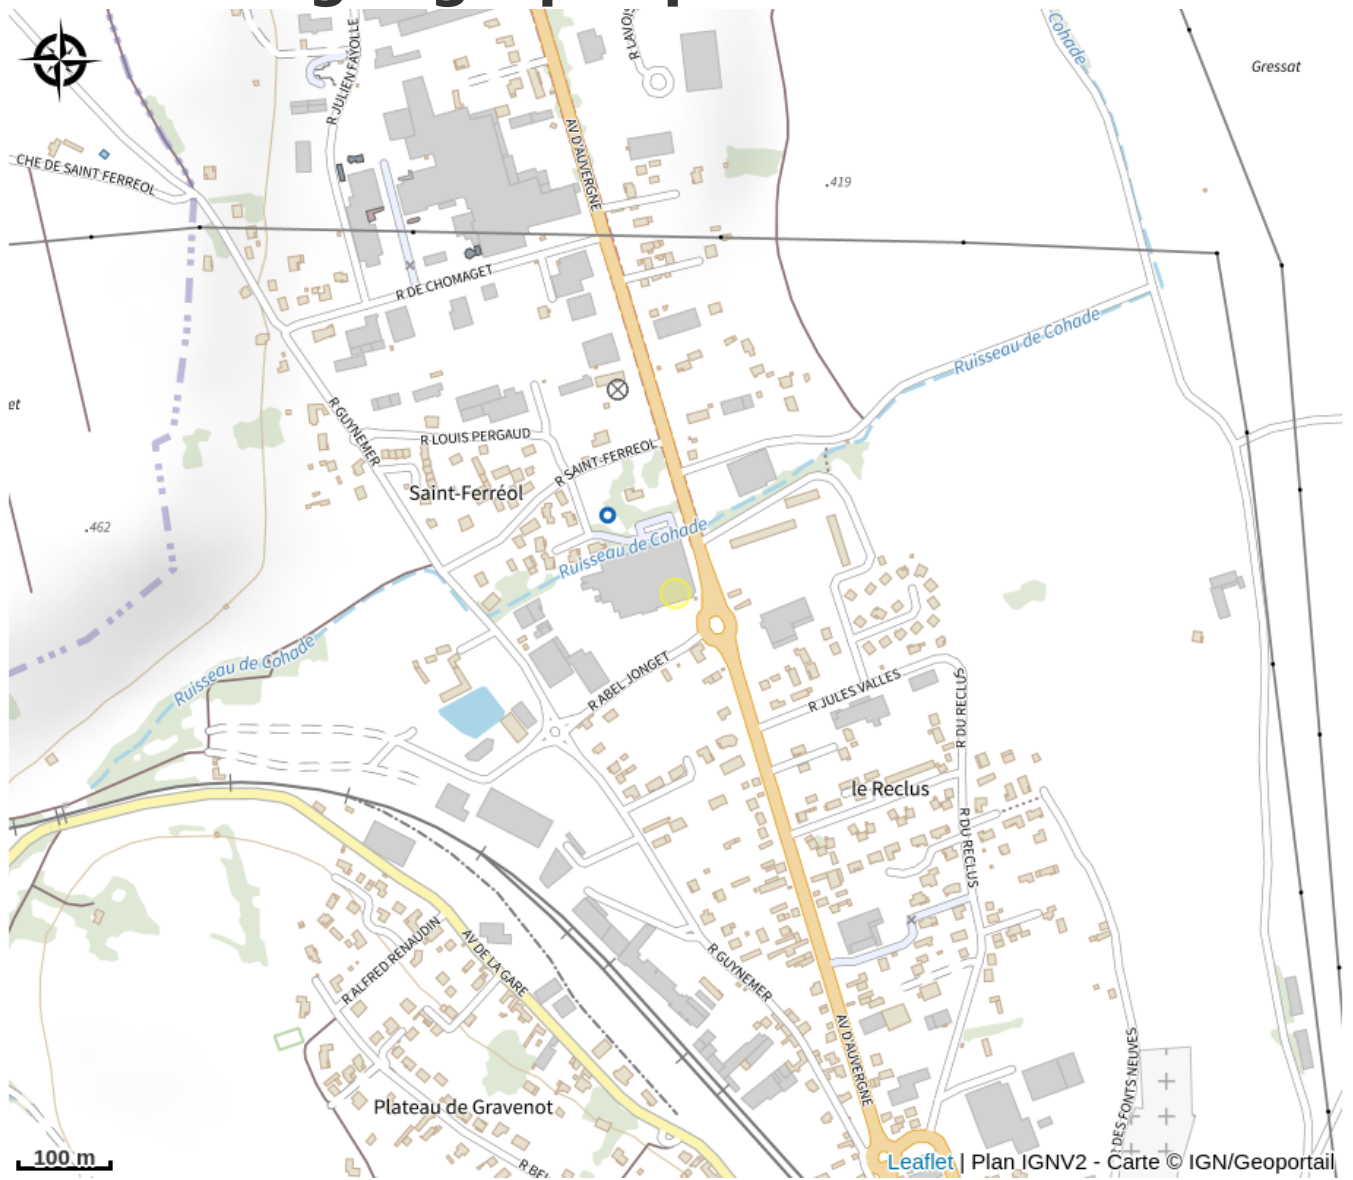 Cohade
Gressat
R LAVOIS
R JULIEN FAYOLLE
AV D'AUVERGNE
CHE DE SAINT FERREOL
.419
R DE CHOMAGET
Ruisseau de Cohade
et
R GUYNEMER
R LOUIS PERGAUD
R SAINT-FERREOL
Saint-Ferréol
.462
Ruisseau de Cohade
Ruisseau de Cohade
R ABEL JONGET
R JULES VALLES
R DU RECLUS
le Reclus
R DU RECLUS
R ALFRED RENAUDIN
AV DE LA GARE
R GUYNEMER
AV D'AUVERGNE
DES FONTS NEUVES
Plateau de Gravenot
R BEL
100 m
Leaflet | Plan IGNV2 - Carte © IGN/Geoportail